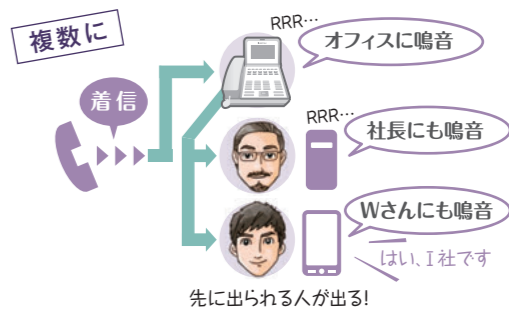 複数に
RRR…
オフィスに鳴音
着信
RRR…
社長にも鳴音
Wさんにも鳴音
はい、I社です
先に出られる人が出る!